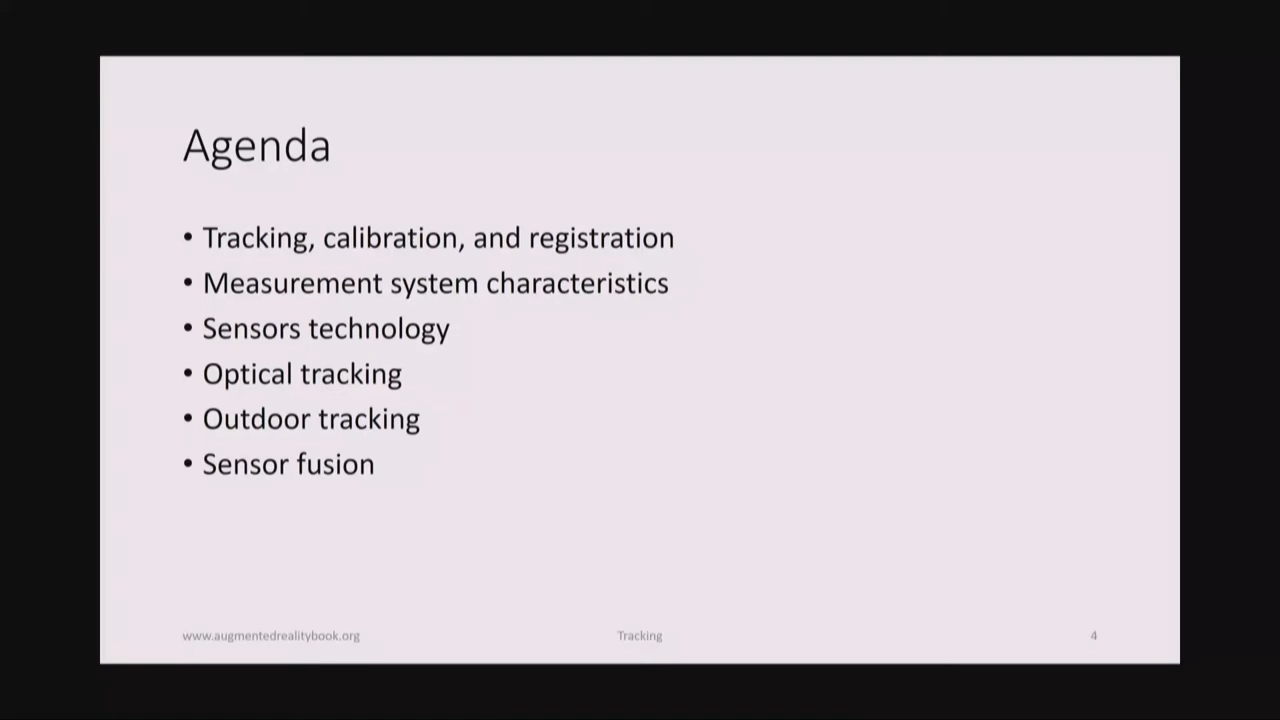 Agenda
• Tracking, calibration, and registration
• Measurement system characteristics
• Sensors technology
• Optical tracking
• Outdoor tracking
• Sensor fusion
www.augmentedrealitybook.org Tracking 4